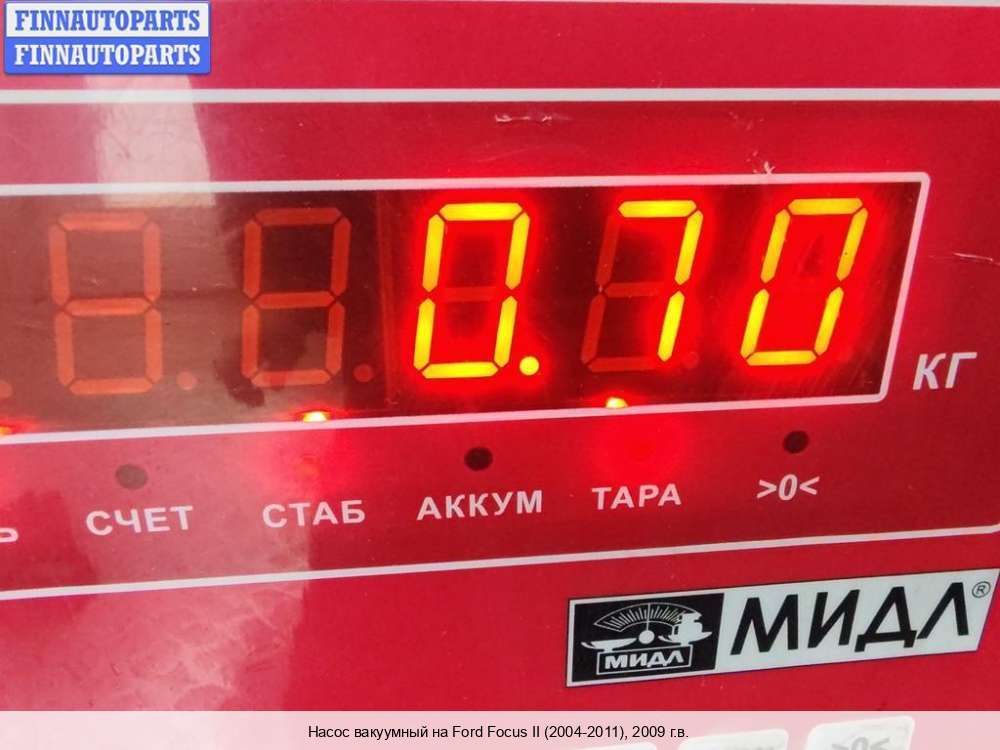 FINNAUTOPARTS
FINNAUTOPARTS
0.70
КГ
Ь СЧЕТ СТАБ АККУМ ТАРА >0<
МИДЛ МИДЛ®
Насос вакуумный на Ford Focus II (2004-2011), 2009 г.в.
>0<